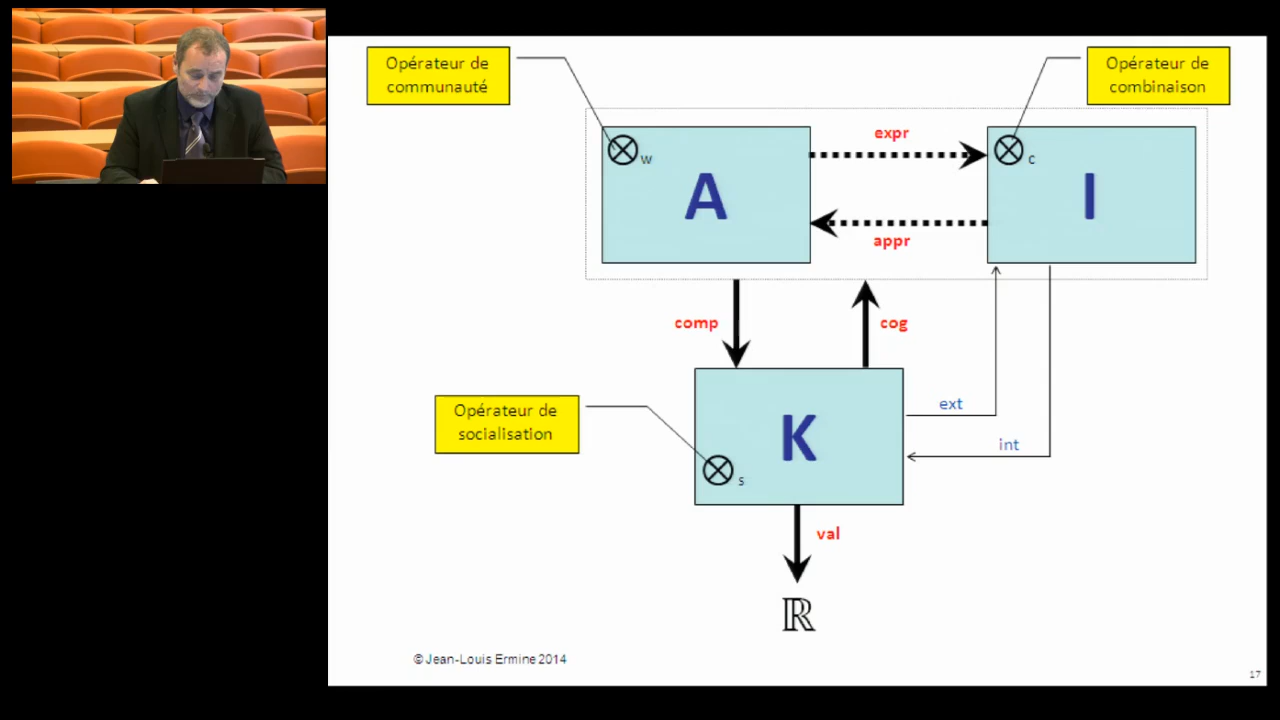 Opérateur de
communauté
Opérateur de
combinaison
expr
w
c
A
I
appr
comp
cog
ext
Opérateur de
socialisation
K
int
s
val
ℝ
© Jean-Louis Ermine 2014
17